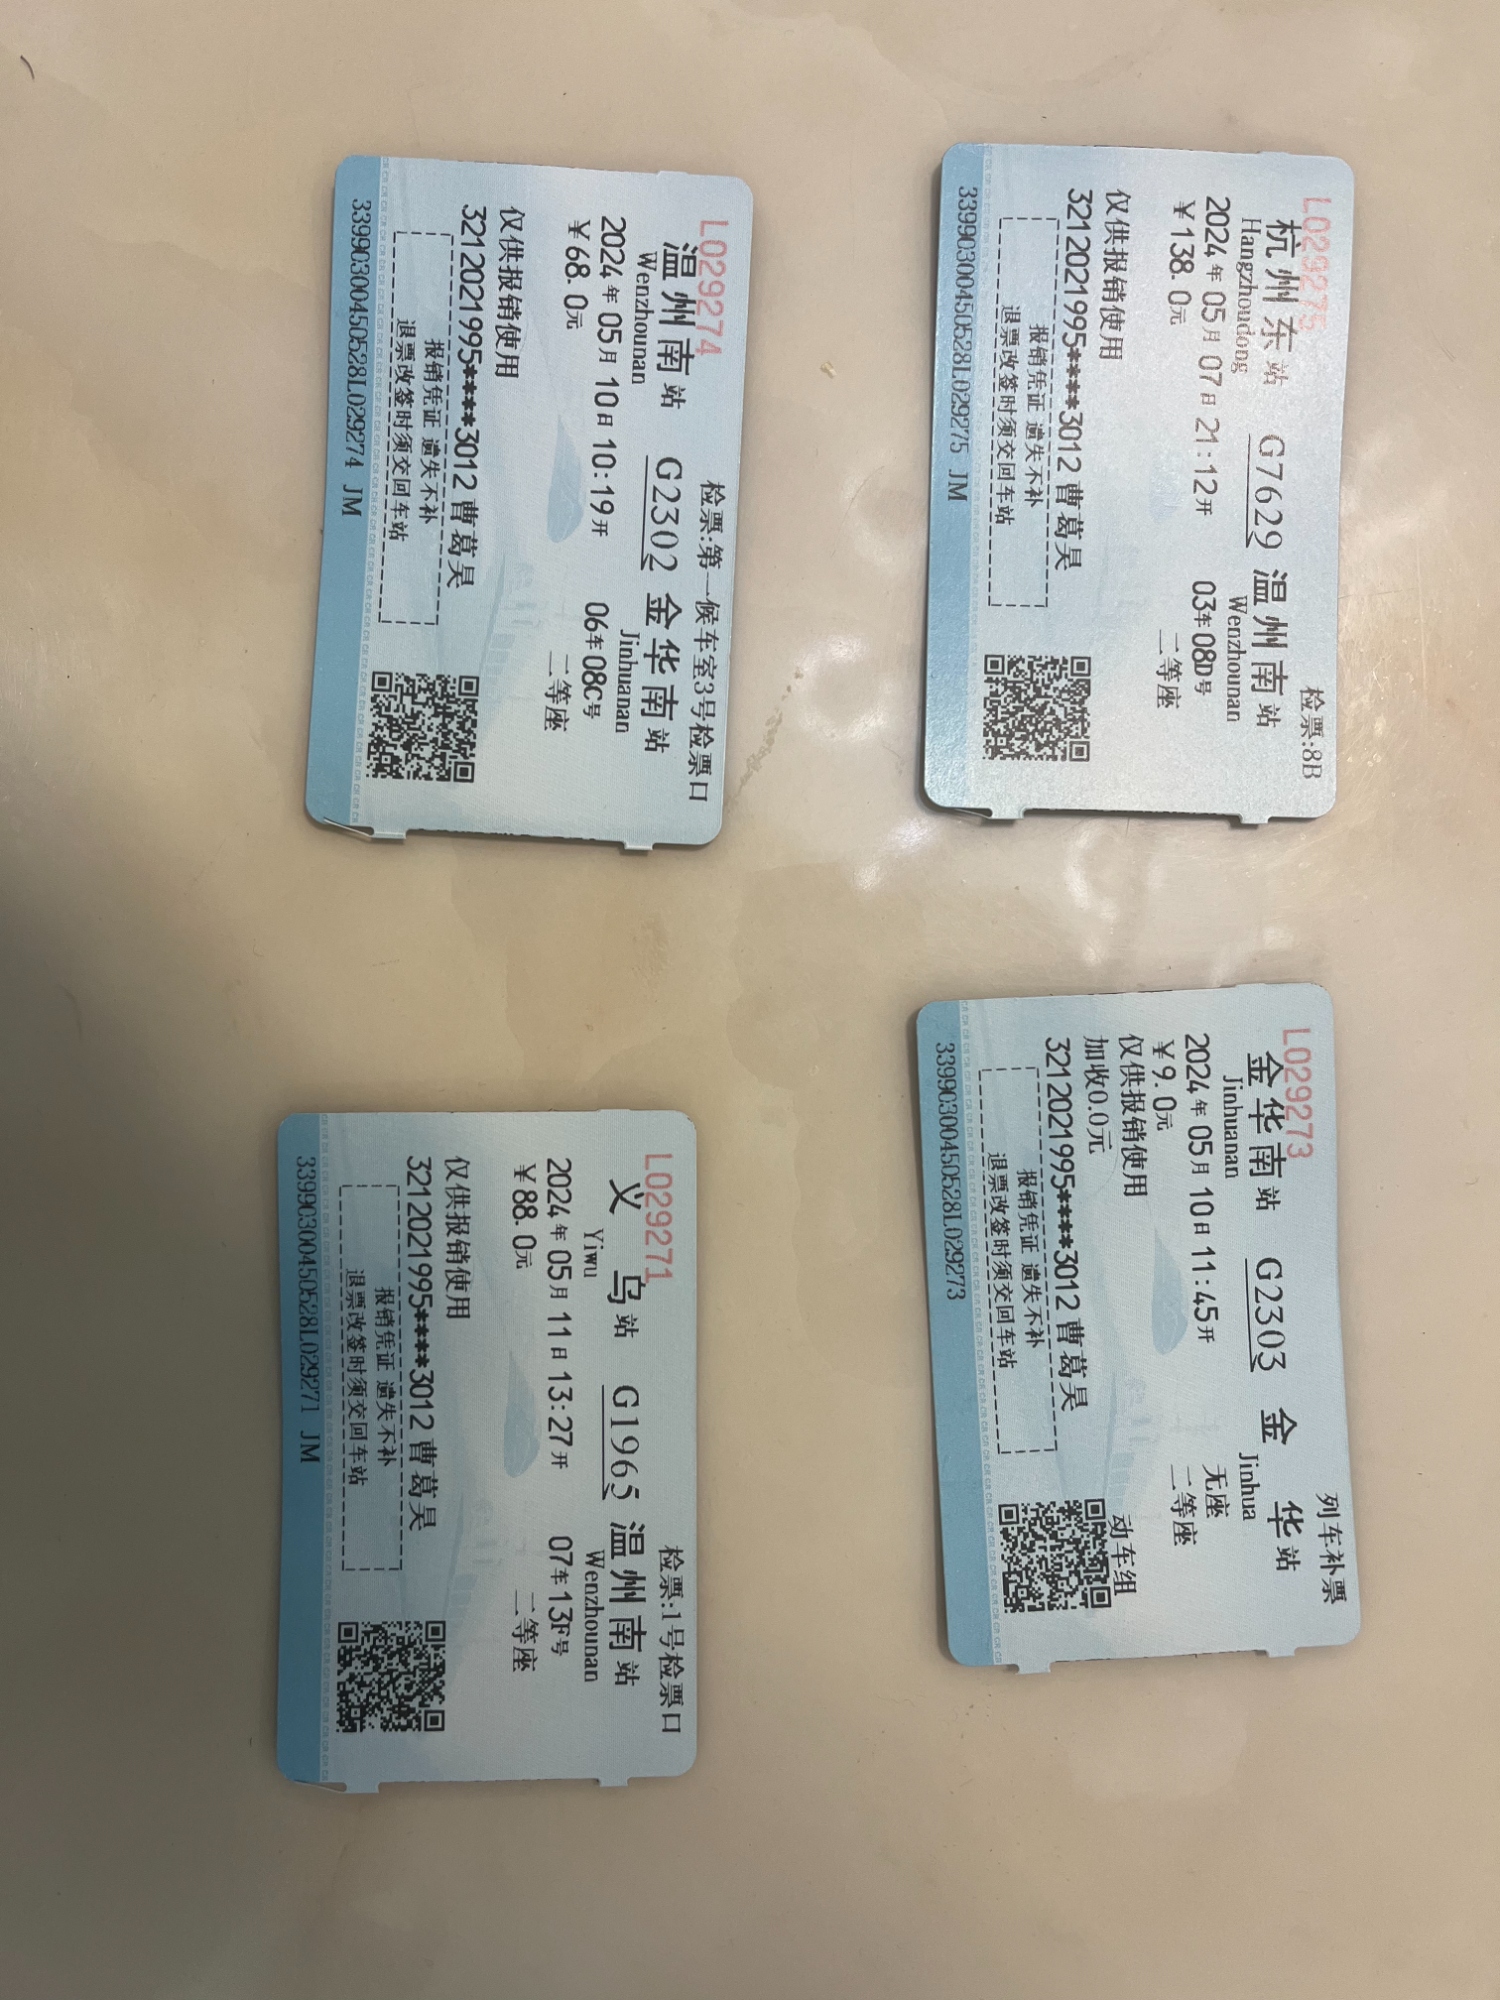 L029275
检票:8B
杭州东站 G7629 温州南站
Hangzhoudong Wenzhounan
2024年05月07日21:12开 03车08D号
￥138.0元 二等座
仅供报销使用
3212021995****3012曹葛昊
报销凭证 遗失不补
退票改签时须交回车站
33990300450528L029275 JM
L029274
检票:第一候车室3号检票口
温州南站 G2302 金华南站
Wenzhounan Jinhuanan
2024年05月10日10:19开 06车08C号
￥68.0元 二等座
仅供报销使用
3212021995****3012曹葛昊
报销凭证 遗失不补
退票改签时须交回车站
33990300450528L029274 JM
L029273
列车补票
金华南站 G2303 金华站
Jinhuanan Jinhua
2024年05月10日11:45开 无座
￥9.0元 二等座
仅供报销使用
加收0.0元 动车组
3212021995****3012曹葛昊
报销凭证 遗失不补
退票改签时须交回车站
33990300450528L029273
L029271
检票:1号检票口
义乌站 G1965 温州南站
Yiwu Wenzhounan
2024年05月11日13:27开 07车13F号
￥88.0元 二等座
仅供报销使用
3212021995****3012曹葛昊
报销凭证 遗失不补
退票改签时须交回车站
33990300450528L029271 JM